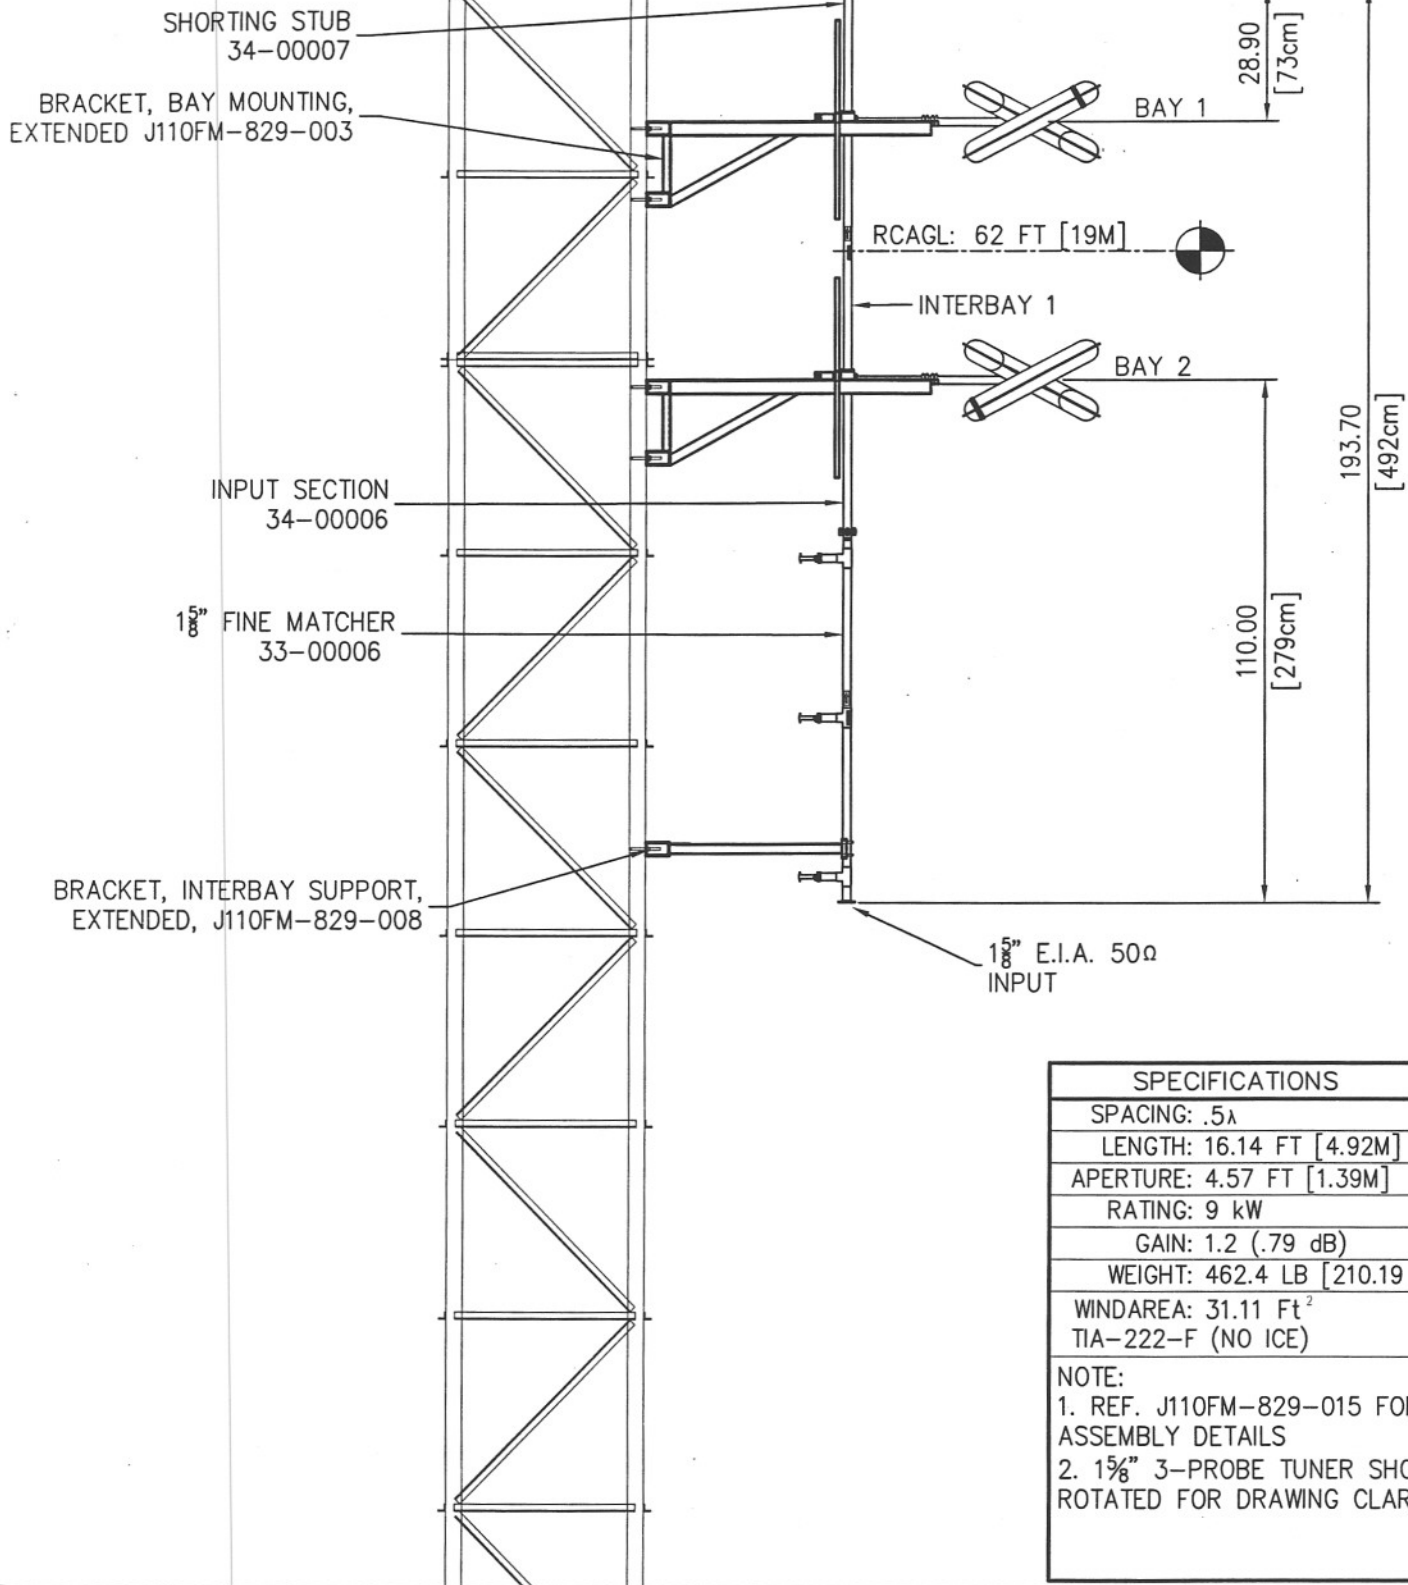 SHORTING STUB
34-00007
BRACKET, BAY MOUNTING,
EXTENDED J110FM-829-003
28.90
[73cm]
BAY 1
RCAGL: 62 FT [19M]
INTERBAY 1
BAY 2
193.70
[492cm]
INPUT SECTION
34-00006
1⅝" FINE MATCHER
33-00006
110.00
[279cm]
BRACKET, INTERBAY SUPPORT,
EXTENDED, J110FM-829-008
1⅝" E.I.A. 50Ω
INPUT
SPECIFICATIONS
SPACING: .5λ
LENGTH: 16.14 FT [4.92M]
APERTURE: 4.57 FT [1.39M]
RATING: 9 kW
GAIN: 1.2 (.79 dB)
WEIGHT: 462.4 LB [210.19
WINDAREA: 31.11 Ft²
TIA-222-F (NO ICE)
NOTE:
1. REF. J110FM-829-015 FO
ASSEMBLY DETAILS
2. 1⅝" 3-PROBE TUNER SHO
ROTATED FOR DRAWING CLAR